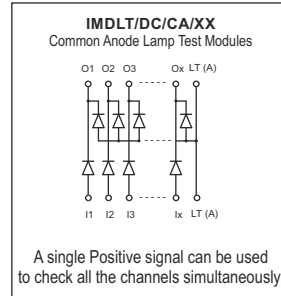 IMDLT/DC/CA/XX
Common Anode Lamp Test Modules
O1 O2 O3 Ox LT (A)
I1 I2 I3 Ix LT (A)
A single Positive signal can be used
to check all the channels simultaneously